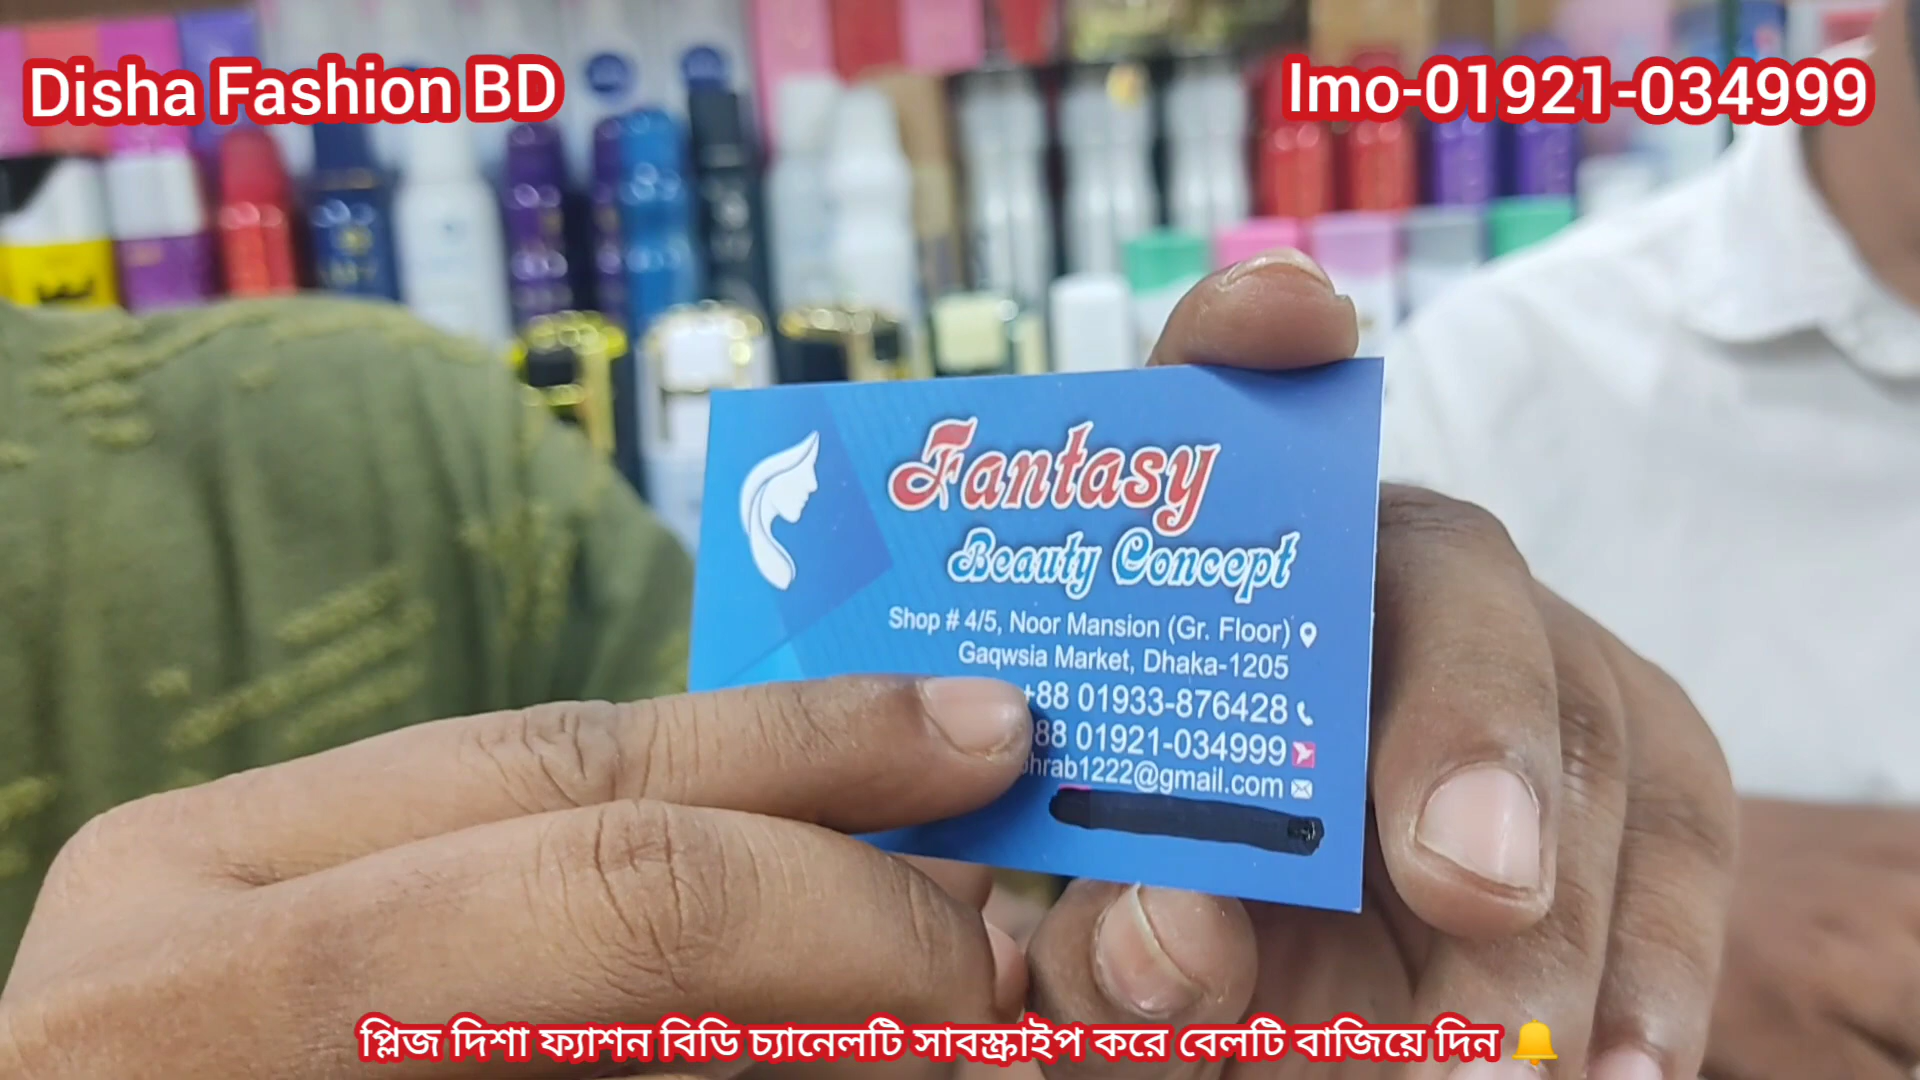 Disha Fashion BD
Imo-01921-034999
Fantasy
Beauty Concept
Shop # 4/5, Noor Mansion (Gr. Floor)
Gaqwsia Market, Dhaka-1205
+88 01933-876428
88 01921-034999
hrab1222@gmail.com
প্লিজ দিশা ফ্যাশন বিডি চ্যানেলটি সাবস্ক্রাইপ করে বেলটি বাজিয়ে দিন